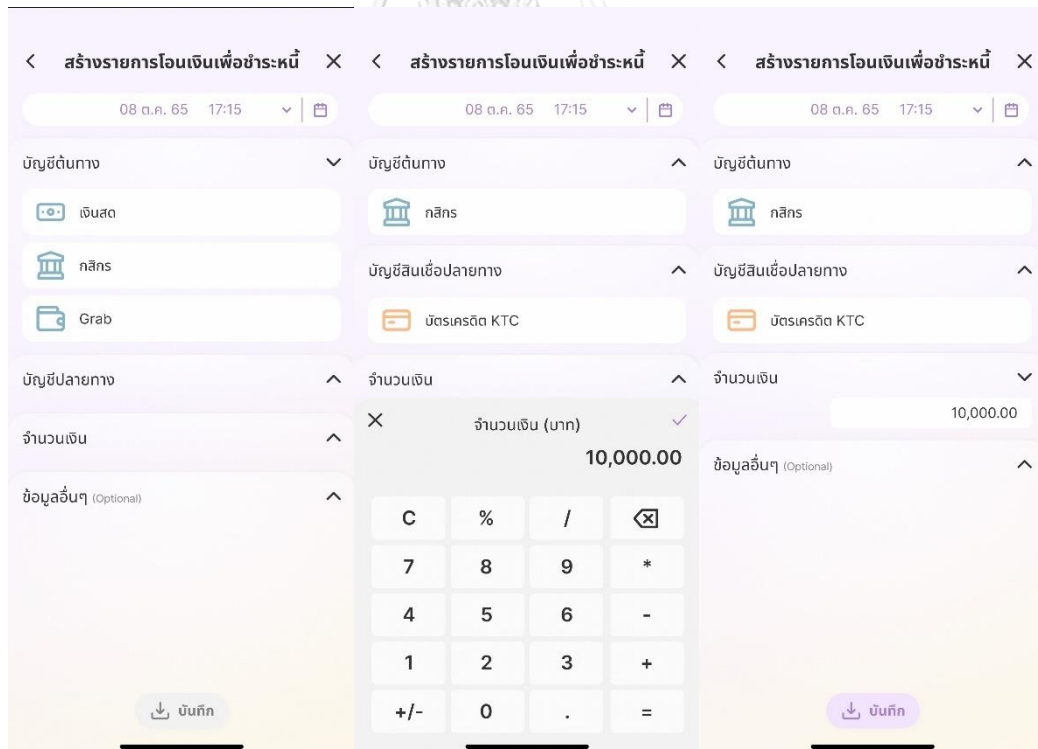 สร้างรายการโอนเงินเพื่อชำระหนี้
08 ต.ค. 65 17:15
บัญชีต้นทาง
เงินสด
กสิกร
Grab
บัญชีปลายทาง
จำนวนเงิน
ข้อมูลอื่นๆ (Optional)
บันทึก
สร้างรายการโอนเงินเพื่อชำระหนี้
08 ต.ค. 65 17:15
บัญชีต้นทาง
กสิกร
บัญชีสินเชื่อปลายทาง
บัตรเครดิต KTC
จำนวนเงิน
จำนวนเงิน (บาท)
10,000.00
C % /
7 8 9 *
4 5 6 -
1 2 3 +
+/- 0 . =
สร้างรายการโอนเงินเพื่อชำระหนี้
08 ต.ค. 65 17:15
บัญชีต้นทาง
กสิกร
บัญชีสินเชื่อปลายทาง
บัตรเครดิต KTC
จำนวนเงิน
10,000.00
ข้อมูลอื่นๆ (Optional)
บันทึก